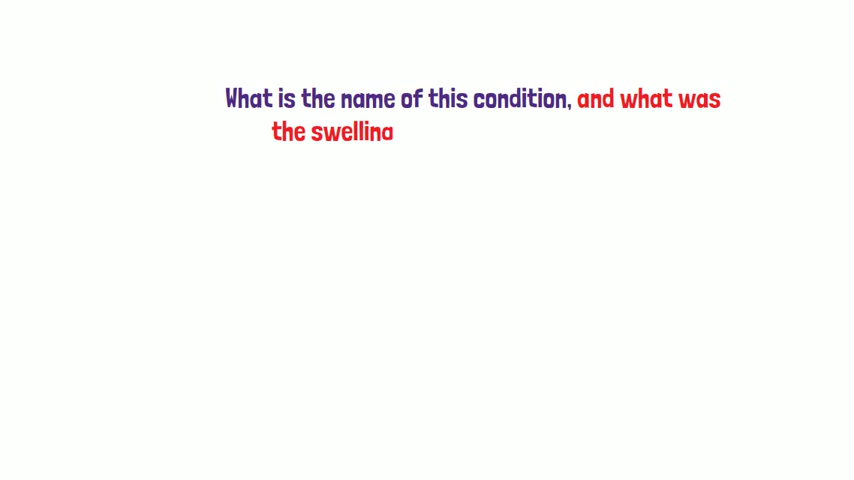 What is the name of this condition, and what was
the swellina